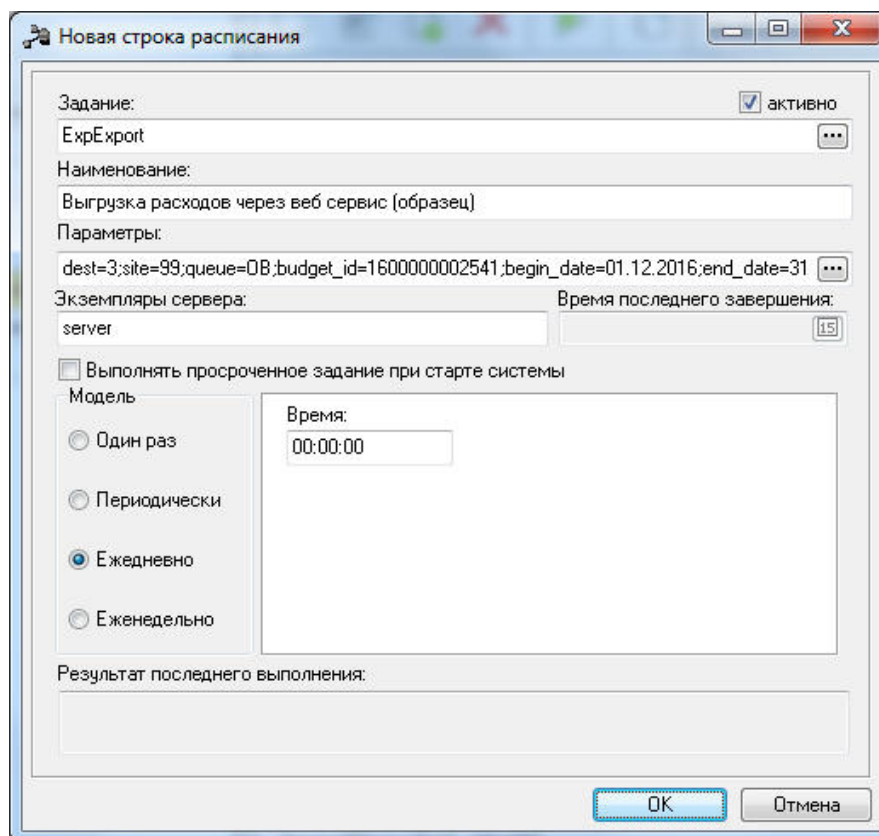 Новая строка расписания
Задание:
активно
ExpExport
Наименование:
Выгрузка расходов через веб сервис (образец)
Параметры:
dest=3;site=99;queue=OB;budget_id=1600000002541;begin_date=01.12.2016;end_date=31
Экземпляры сервера:
Время последнего завершения:
server
15
Выполнять просроченное задание при старте системы
Модель
Время:
Один раз
00:00:00
Периодически
Ежедневно
Еженедельно
Результат последнего выполнения:
OK
Отмена